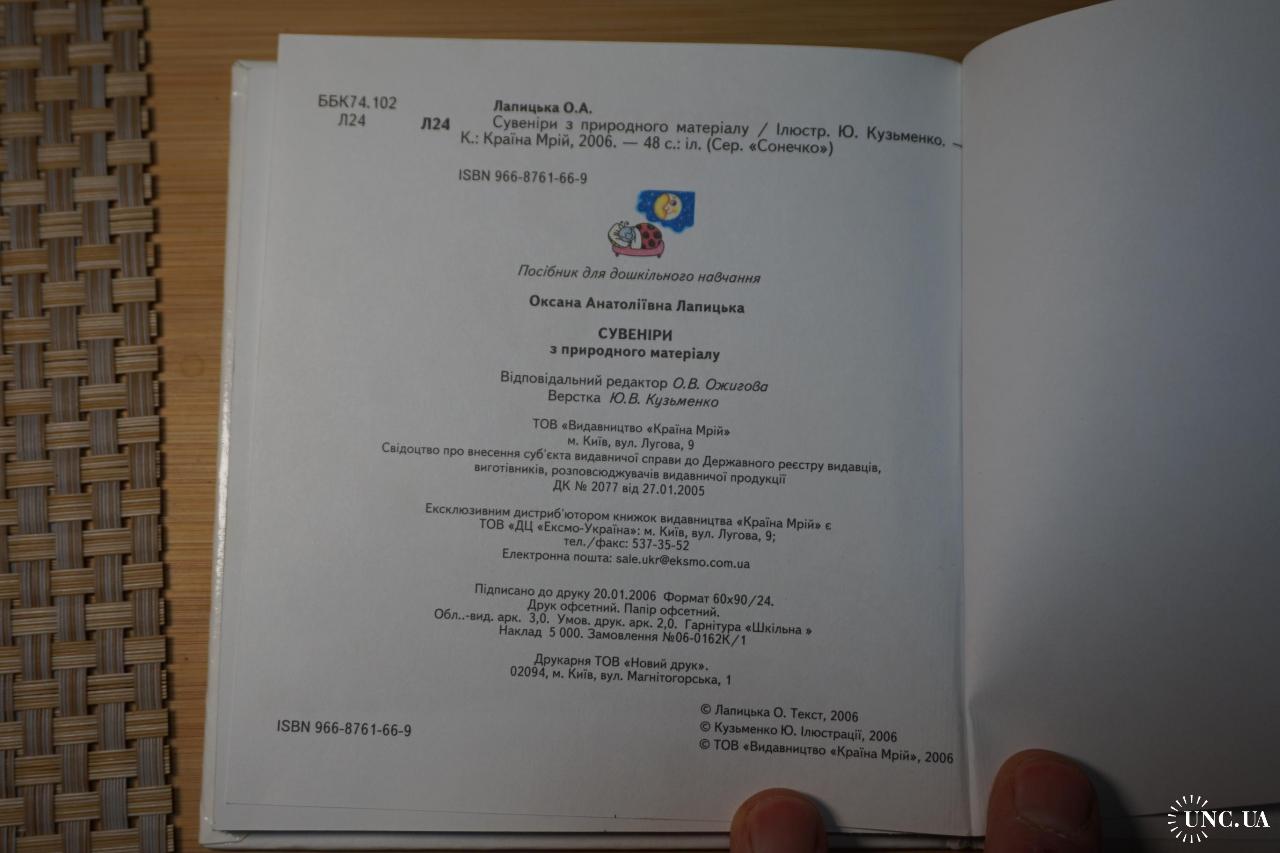 ББК74.102
Л24
Л24
Лапицька О.А.
Сувеніри з природного матеріалу / Ілюстр. Ю. Кузьменко. —
К.: Країна Мрій, 2006. — 48 с.: іл. (Сер. «Сонечко»)
ISBN 966-8761-66-9
Посібник для дошкільного навчання
Оксана Анатоліївна Лапицька
СУВЕНІРИ
з природного матеріалу
Відповідальний редактор О.В. Ожигова
Верстка Ю.В. Кузьменко
ТОВ «Видавництво «Країна Мрій»
м. Київ, вул. Лугова, 9
Свідоцтво про внесення суб'єкта видавничої справи до Державного реєстру видавців,
виготівників, розповсюджувачів видавничої продукції
ДК № 2077 від 27.01.2005
Ексклюзивним дистриб'ютором книжок видавництва «Країна Мрій» є
ТОВ «ДЦ «Ексмо-Україна»: м. Київ, вул. Лугова, 9;
тел./факс: 537-35-52
Електронна пошта: sale.ukr@eksmo.com.ua
Підписано до друку 20.01.2006 Формат 60х90/24.
Друк офсетний. Папір офсетний.
Обл..-вид. арк. 3,0. Умов. друк. арк. 2,0. Гарнітура «Шкільна »
Наклад 5 000. Замовлення №06-0162К/1
Друкарня ТОВ «Новий друк».
02094, м. Київ, вул. Магнітогорська, 1
© Лапицька О. Текст, 2006
© Кузьменко Ю. Ілюстрації, 2006
© ТОВ «Видавництво «Країна Мрій», 2006
ISBN 966-8761-66-9
UNC.UA